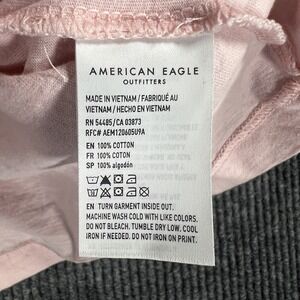 AMERICAN EAGLE
OUTFITTERS
MADE IN VIETNAM / FABRIQUÉ AU
VIETNAM / HECHO EN VIETNAM
RN 54485/CA 03873
RFC# AEM120605U9A
EN 100% COTTON
FR 100% COTON
SP 100% algodón
EN TURN GARMENT INSIDE OUT.
MACHINE WASH COLD WITH LIKE COLORS.
DO NOT BLEACH. TUMBLE DRY LOW. COOL
IRON IF NEEDED. DO NOT IRON ON PRINT.